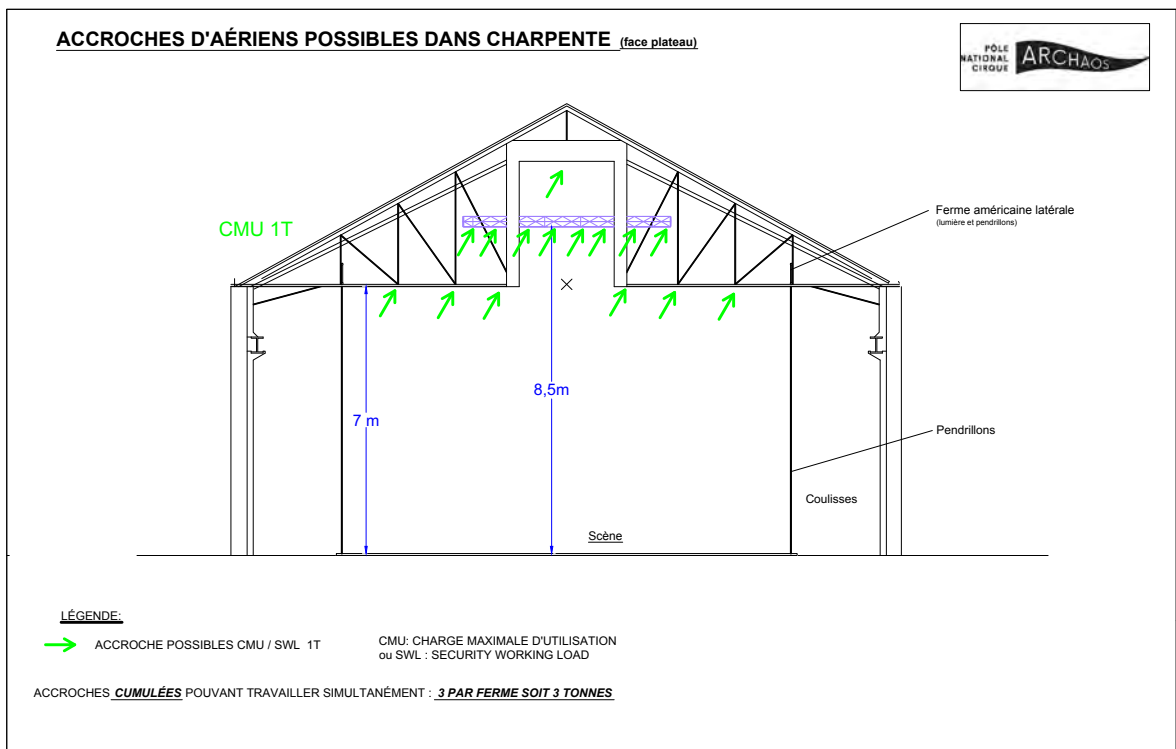 ACCROCHES D'AÉRIENS POSSIBLES DANS CHARPENTE (face plateau)
PÔLE
NATIONAL
CIRQUE
ARCHAOS
CMU 1T
Ferme américaine latérale
(lumière et pendrillons)
8,5m
7 m
Pendrillons
Coulisses
Scène
LÉGENDE:
ACCROCHE POSSIBLES CMU / SWL 1T
CMU: CHARGE MAXIMALE D'UTILISATION
ou SWL : SECURITY WORKING LOAD
ACCROCHES CUMULÉES POUVANT TRAVAILLER SIMULTANÉMENT : 3 PAR FERME SOIT 3 TONNES